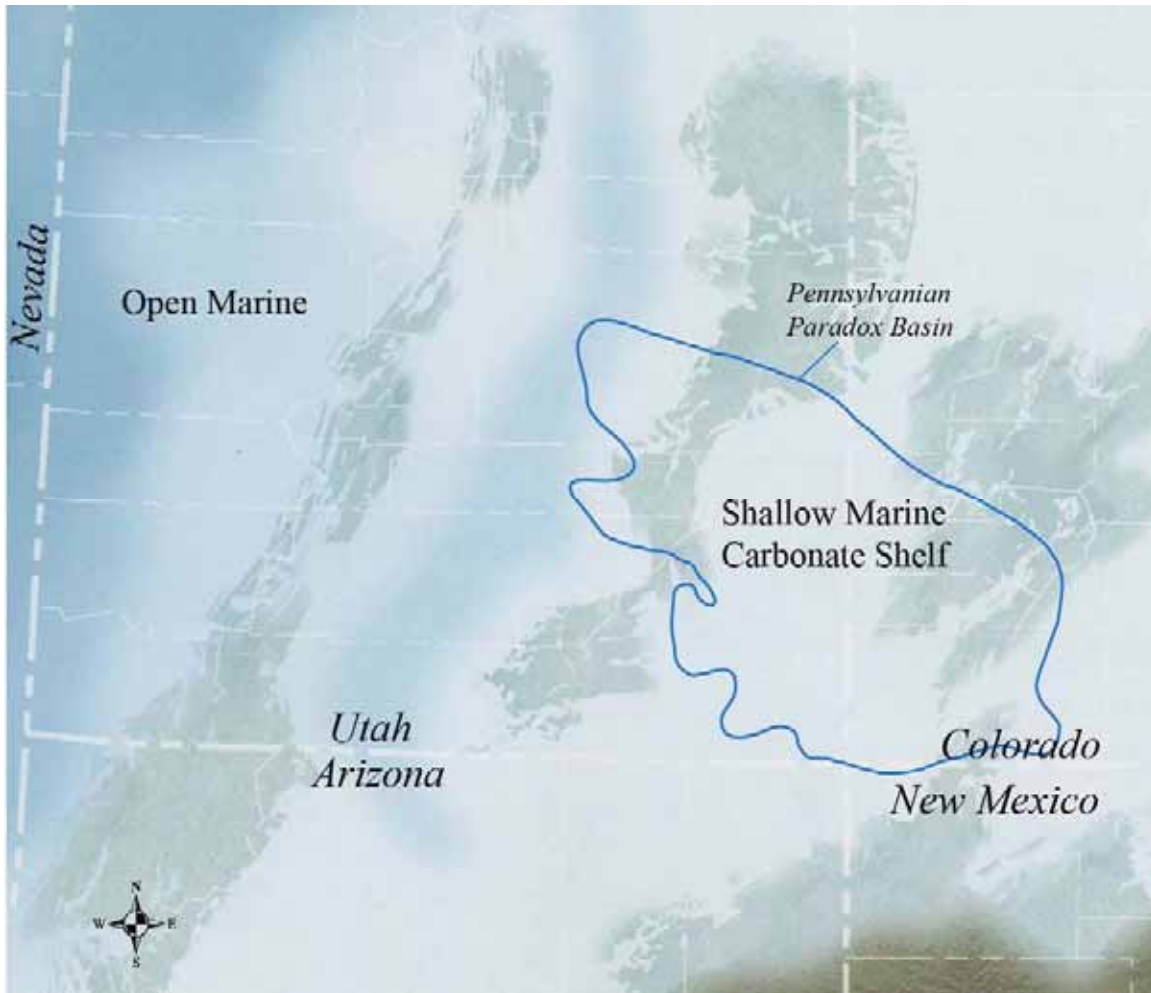 Nevada
Open Marine
Pennsylvanian
Paradox Basin
Shallow Marine
Carbonate Shelf
Utah
Arizona
Colorado
New Mexico
N
W E
S